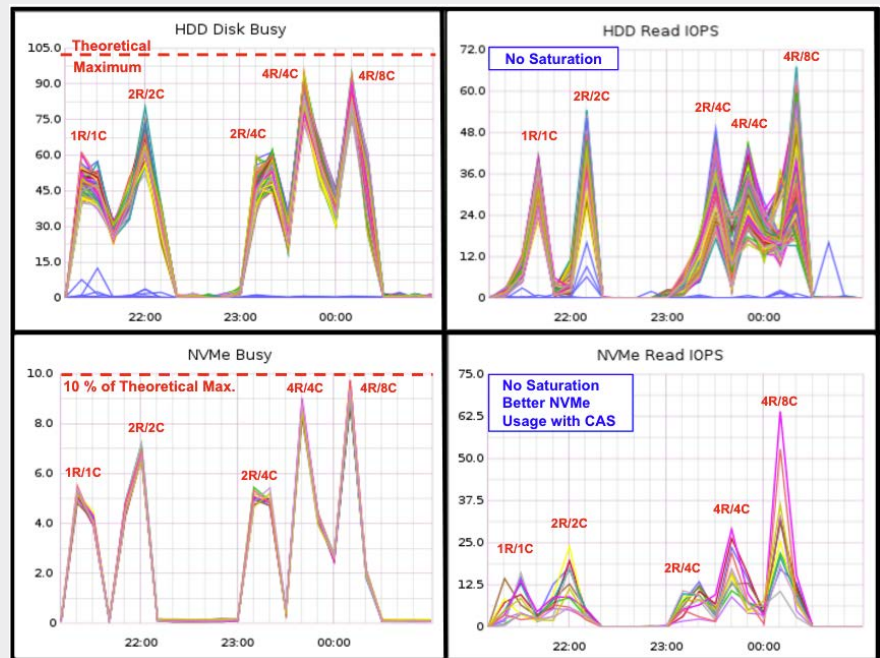 HDD Disk Busy
105.0
Theoretical
Maximum
90.0
75.0
60.0
45.0
30.0
15.0
0
1R/1C
2R/2C
2R/4C
4R/4C
4R/8C
22:00
23:00
00:00
HDD Read IOPS
72.0
No Saturation
60.0
48.0
36.0
24.0
12.0
0
1R/1C
2R/2C
2R/4C
4R/4C
4R/8C
22:00
23:00
00:00
NVMe Busy
10.0
10 % of Theoretical Max.
8.0
6.0
4.0
2.0
0
1R/1C
2R/2C
2R/4C
4R/4C
4R/8C
22:00
23:00
00:00
NVMe Read IOPS
75.0
No Saturation
Better NVMe
Usage with CAS
62.5
50.0
37.5
25.0
12.5
0
1R/1C
2R/2C
2R/4C
4R/4C
4R/8C
22:00
23:00
00:00